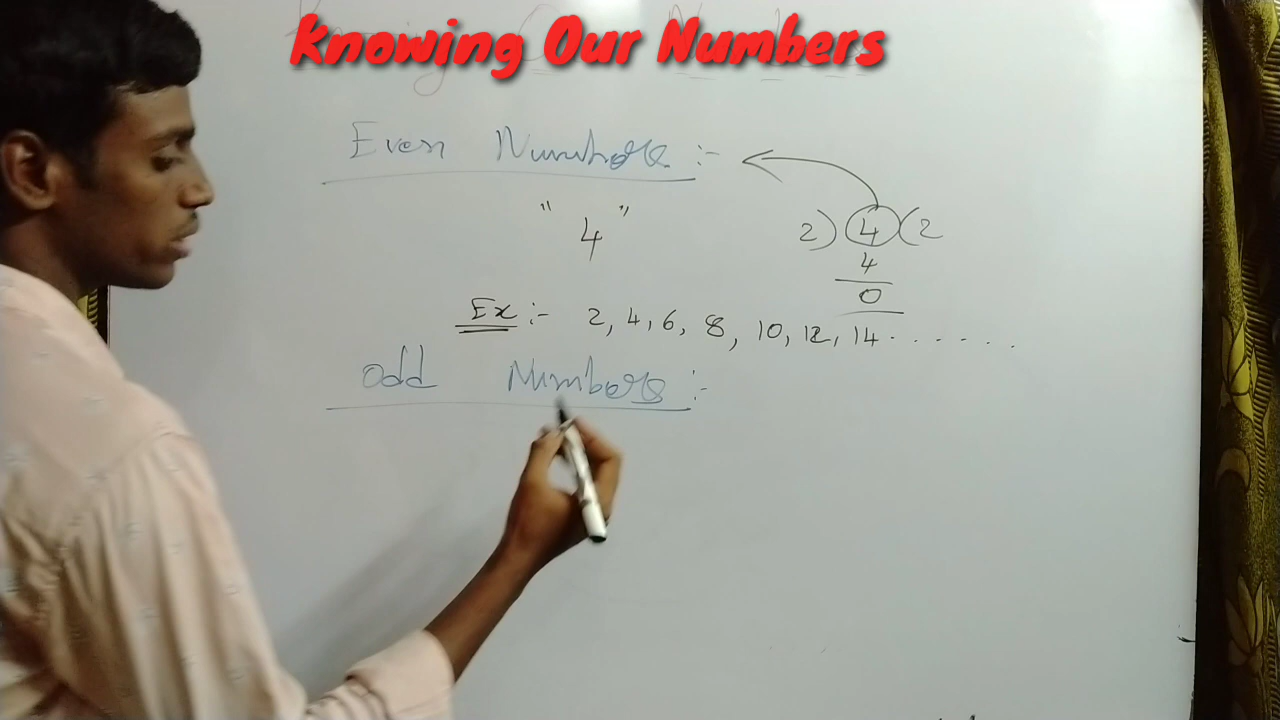 Knowing Our Numbers
Even Numbers :-
" 4 "
2) 4 (2
4
0
Ex :- 2, 4, 6, 8, 10, 12, 14.......
Odd Numbers :-